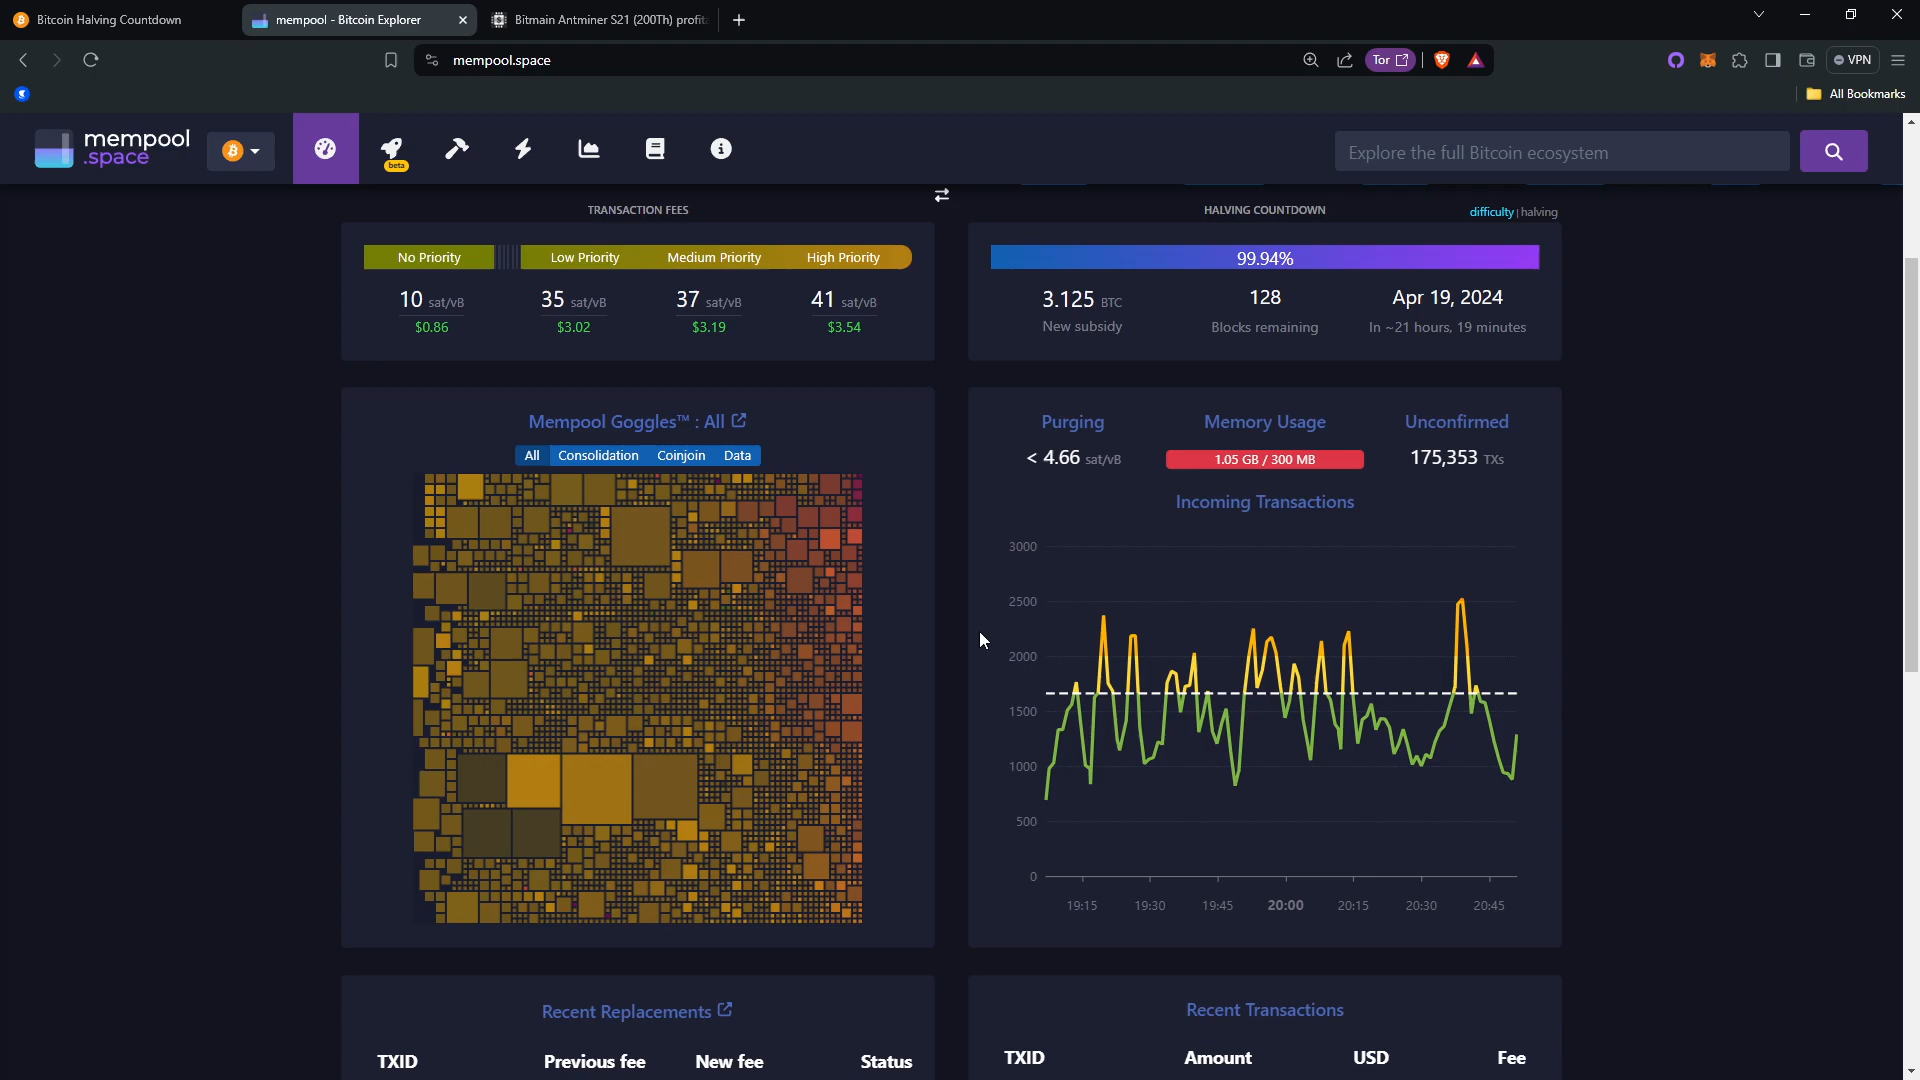 Bitcoin Halving Countdown
mempool - Bitcoin Explorer
Bitmain Antminer S21 (200Th) profit
mempool.space
Tor
VPN
All Bookmarks
mempool
.space
beta
Explore the full Bitcoin ecosystem
TRANSACTION FEES
No Priority Low Priority Medium Priority High Priority
10 sat/vB 35 sat/vB 37 sat/vB 41 sat/vB
$0.86 $3.02 $3.19 $3.54
HALVING COUNTDOWN
difficulty | halving
99.94%
3.125 BTC 128 Apr 19, 2024
New subsidy Blocks remaining In ~21 hours, 19 minutes
Mempool Goggles™ : All
All Consolidation Coinjoin Data
Purging Memory Usage Unconfirmed
< 4.66 sat/vB 1.05 GB / 300 MB 175,353 TXs
Incoming Transactions
3000
2500
2000
1500
1000
500
0
19:15 19:30 19:45 20:00 20:15 20:30 20:45
Recent Replacements
TXID Previous fee New fee Status
Recent Transactions
TXID Amount USD Fee